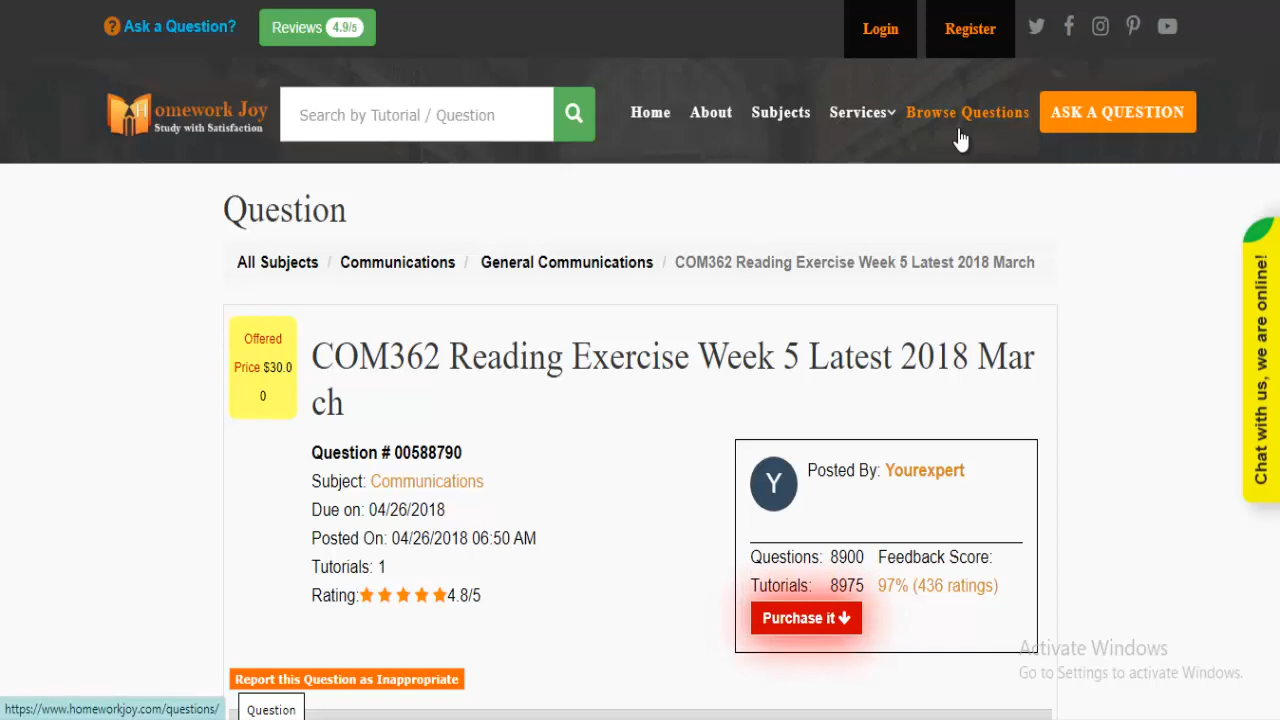 Ask a Question?
Reviews 4.9/5
Login
Register
Homework Joy
Study with Satisfaction
Search by Tutorial / Question
Home
About
Subjects
Services
Browse Questions
ASK A QUESTION
Question
All Subjects / Communications / General Communications / COM362 Reading Exercise Week 5 Latest 2018 March
Offered
Price $30.0
0
COM362 Reading Exercise Week 5 Latest 2018 Mar
ch
Question # 00588790
Subject: Communications
Due on: 04/26/2018
Posted On: 04/26/2018 06:50 AM
Tutorials: 1
Rating: 4.8/5
Y
Posted By: Yourexpert
Questions: 8900 Feedback Score:
Tutorials: 8975 97% (436 ratings)
Purchase it
Chat with us, we are online!
Activate Windows
Go to Settings to activate Windows.
Report this Question as Inappropriate
https://www.homeworkjoy.com/questions/
Question